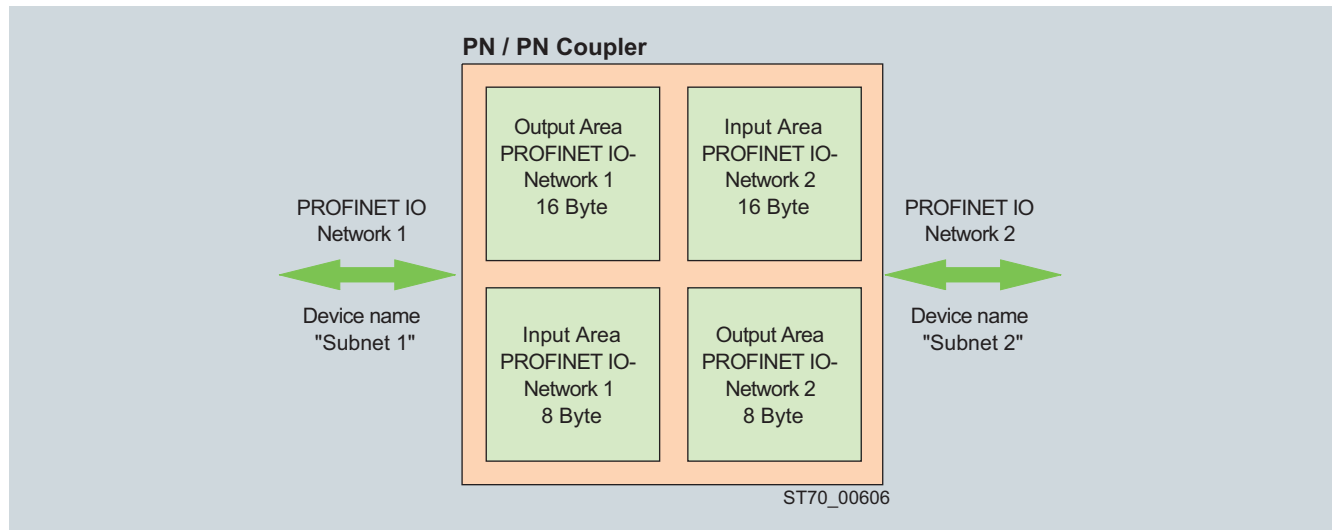 PN / PN Coupler
Output Area
PROFINET IO-
Network 1
16 Byte
Input Area
PROFINET IO-
Network 2
16 Byte
PROFINET IO
Network 1
Device name
"Subnet 1"
PROFINET IO
Network 2
Device name
"Subnet 2"
Input Area
PROFINET IO-
Network 1
8 Byte
Output Area
PROFINET IO-
Network 2
8 Byte
ST70_00606